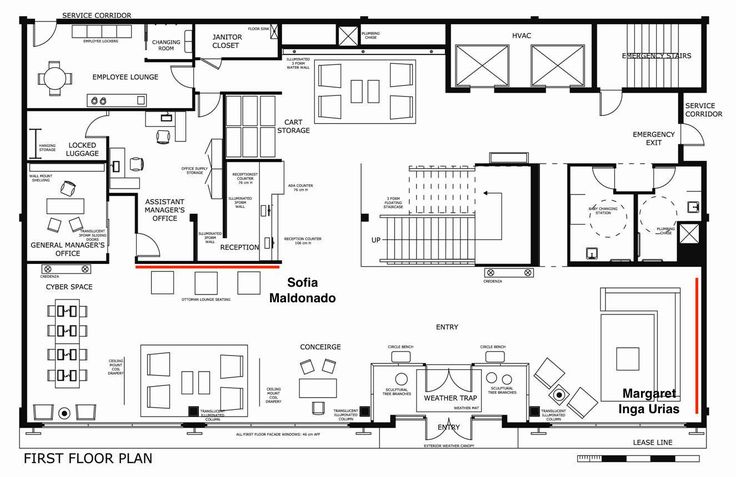 SERVICE CORRIDOR
EMPLOYEE LOCKERS
CHANGING
ROOM
JANITOR
CLOSET
FLOOR SINK
PLUMBING
CHASE
HVAC
EMERGENCY STAIRS
EMPLOYEE LOUNGE
ILLUMINATED
3 FORM
WATER WALL
SERVICE
CORRIDOR
CART
STORAGE
EMERGENCY
EXIT
HANGING
STORAGE
LOCKED
LUGGAGE
OFFICE SUPPLY
STORAGE
WALL MOUNT
SHELVING
RECEPTIONIST
COUNTER
76 cm H
ADA COUNTER
76 cm H
ILLUMINATED
3FORM
WALL
3 FORM
FLOATING
STAIRCASE
BABY CHANGING
STATION
ASSISTANT
MANAGER'S
OFFICE
TRANSLUCENT
3FORM SLIDING
DOORS
GENERAL MANAGER'S
OFFICE
ILLUMINATED
3FORM
WALL
RECEPTION
RECEPTION COUNTER
106 cm H
UP
PLUMBING
CHASE
CREDENZA
CREDENZA
CYBER SPACE
OTTOMAN LOUNGE SEATING
Sofia
Maldonado
ENTRY
CONCEIRGE
CIRCLE BENCH
CIRCLE BENCH
CEILING
MOUNT
COIL
DRAPERY
CEILING
MOUNT
COIL
DRAPERY
SCULPTURAL
TREE BRANCHES
WEATHER TRAP
WEATHER MAT
SCULPTURAL
TREE BRANCHES
Margaret
Inga Urias
TRANSLUCENT
ILLUMINATED
COLUMN
TRANSLUCENT
ILLUMINATED
COLUMN
TRANSLUCENT
ILLUMINATED
COLUMN
TRANSLUCENT
ILLUMINATED
COLUMN
ENTRY
ALL FIRST FLOOR FACADE WINDOWS: 46 cm AFF
EXTERIOR WEATHER CANOPY
LEASE LINE
FIRST FLOOR PLAN